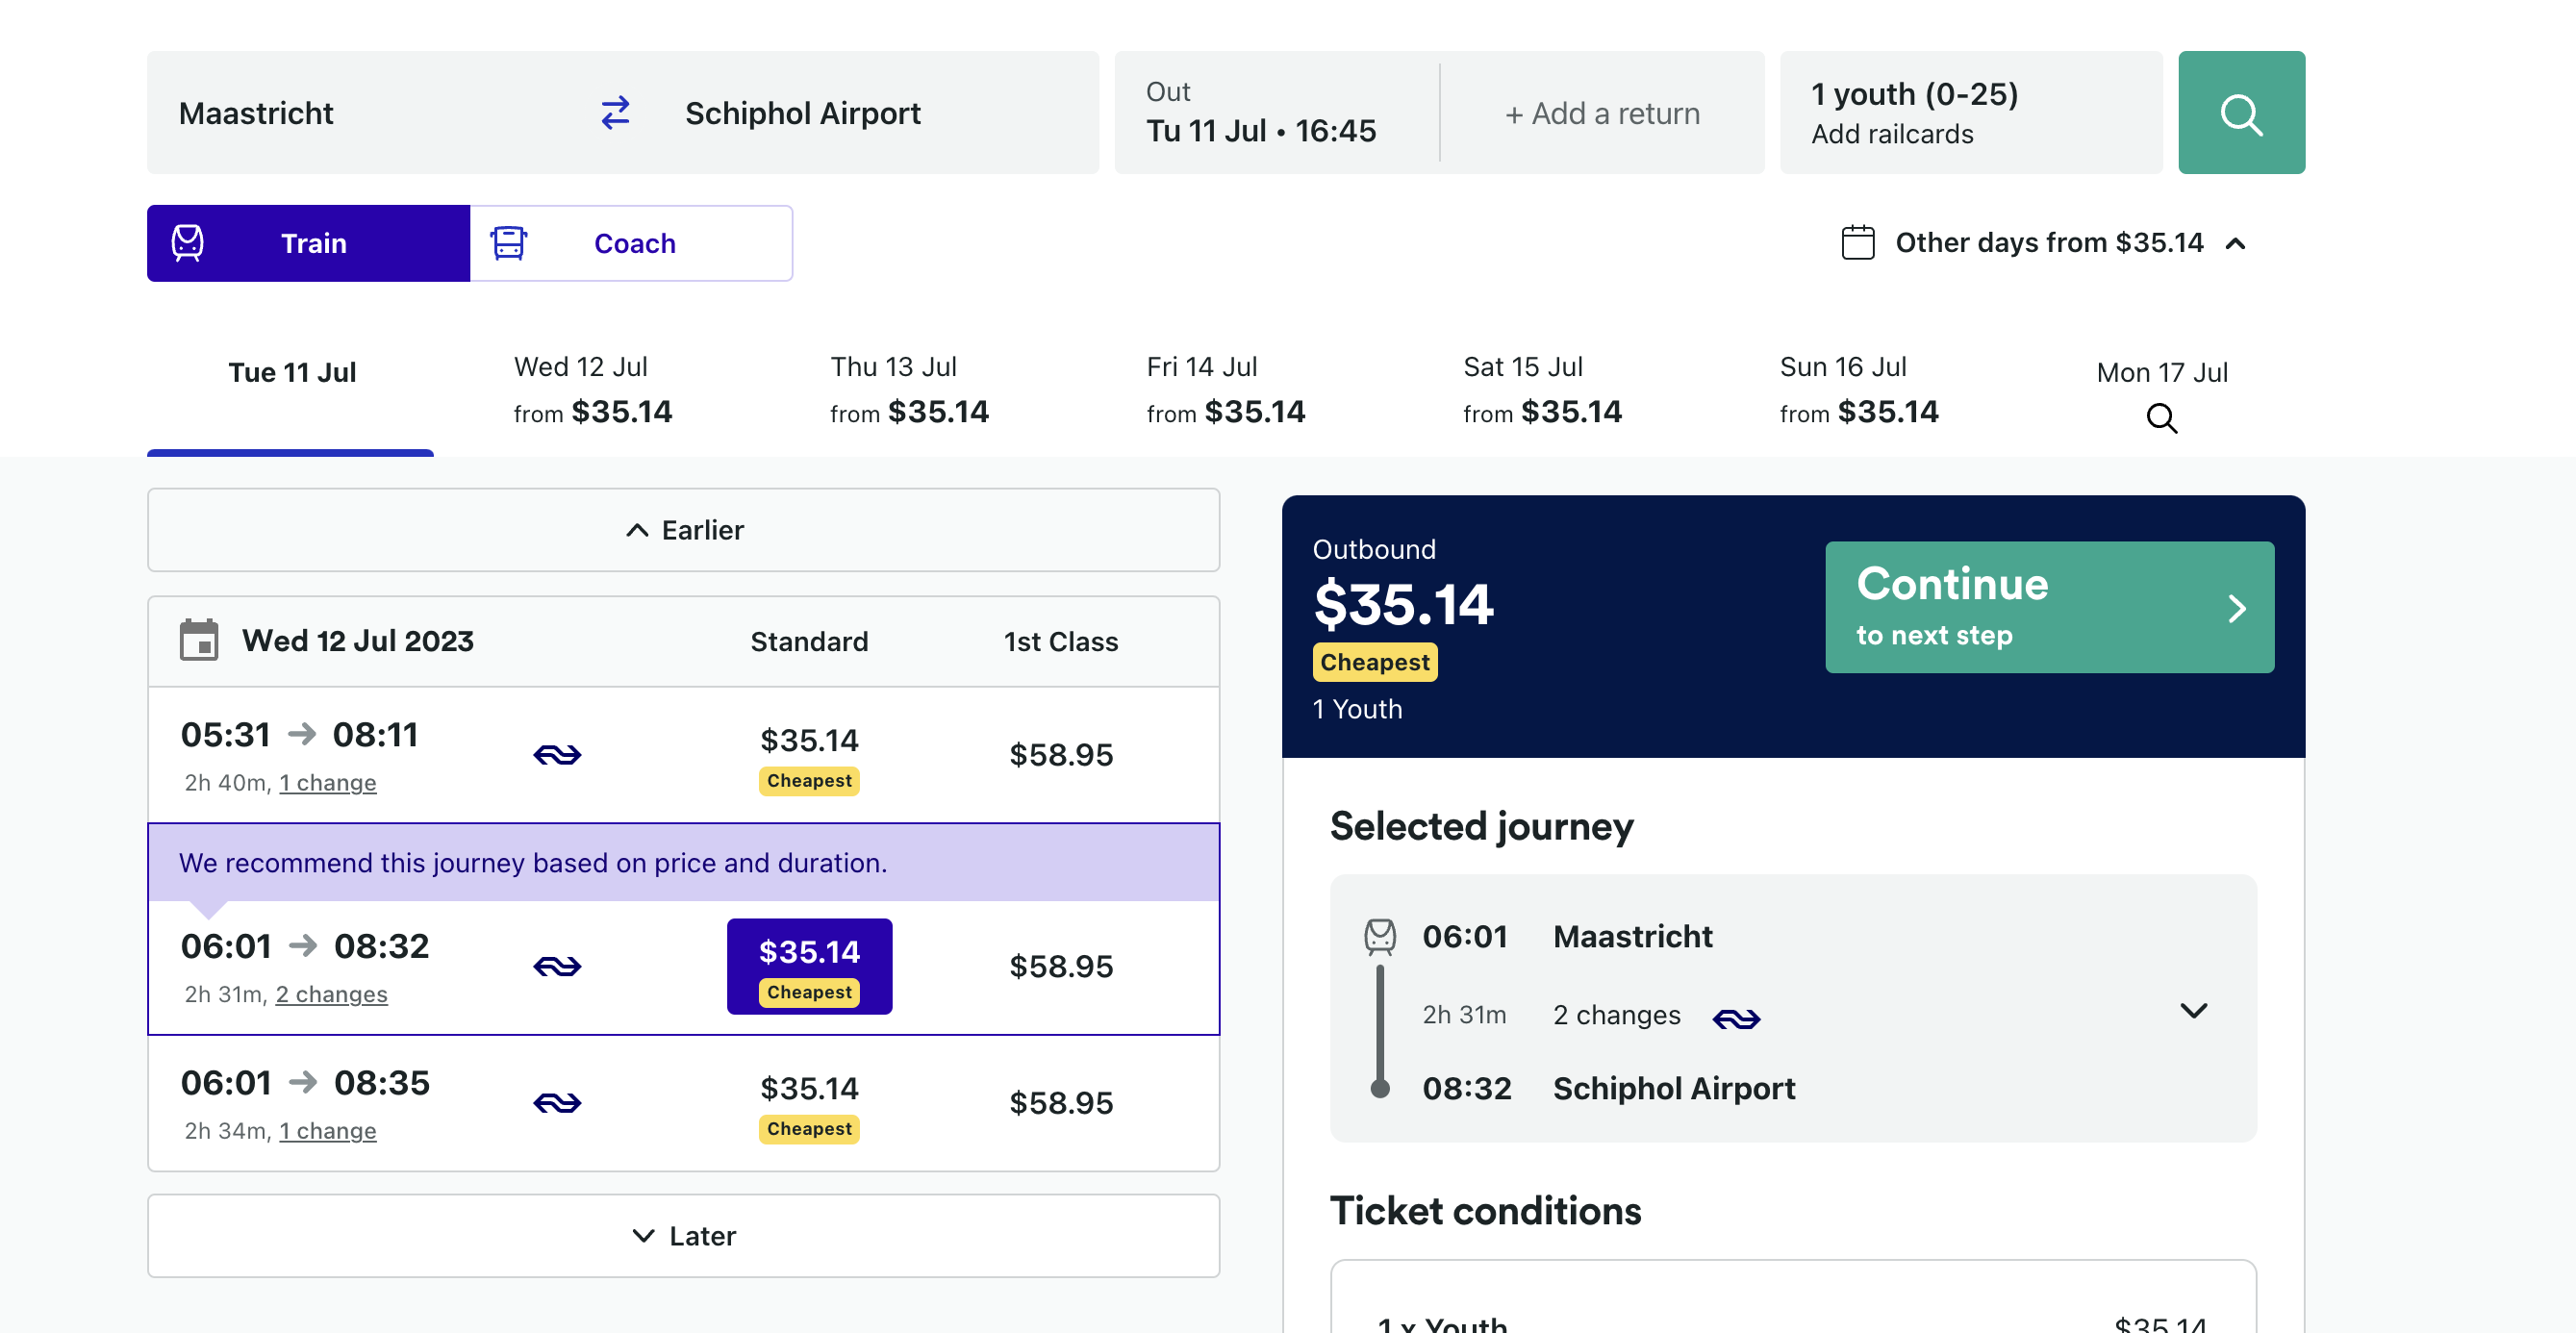 Maastricht
Schiphol Airport
Out
Tu 11 Jul • 16:45
+ Add a return
1 youth (0-25)
Add railcards
Train
Coach
Other days from $35.14
Tue 11 Jul
Wed 12 Jul
from $35.14
Thu 13 Jul
from $35.14
Fri 14 Jul
from $35.14
Sat 15 Jul
from $35.14
Sun 16 Jul
from $35.14
Mon 17 Jul
Earlier
Wed 12 Jul 2023 Standard 1st Class
05:31 → 08:11
2h 40m, 1 change
$35.14
Cheapest
$58.95
We recommend this journey based on price and duration.
06:01 → 08:32
2h 31m, 2 changes
$35.14
Cheapest
$58.95
06:01 → 08:35
2h 34m, 1 change
$35.14
Cheapest
$58.95
Later
Outbound
$35.14
Cheapest
1 Youth
Continue
to next step
Selected journey
06:01 Maastricht
2h 31m 2 changes
08:32 Schiphol Airport
Ticket conditions
1 x Youth $35.14